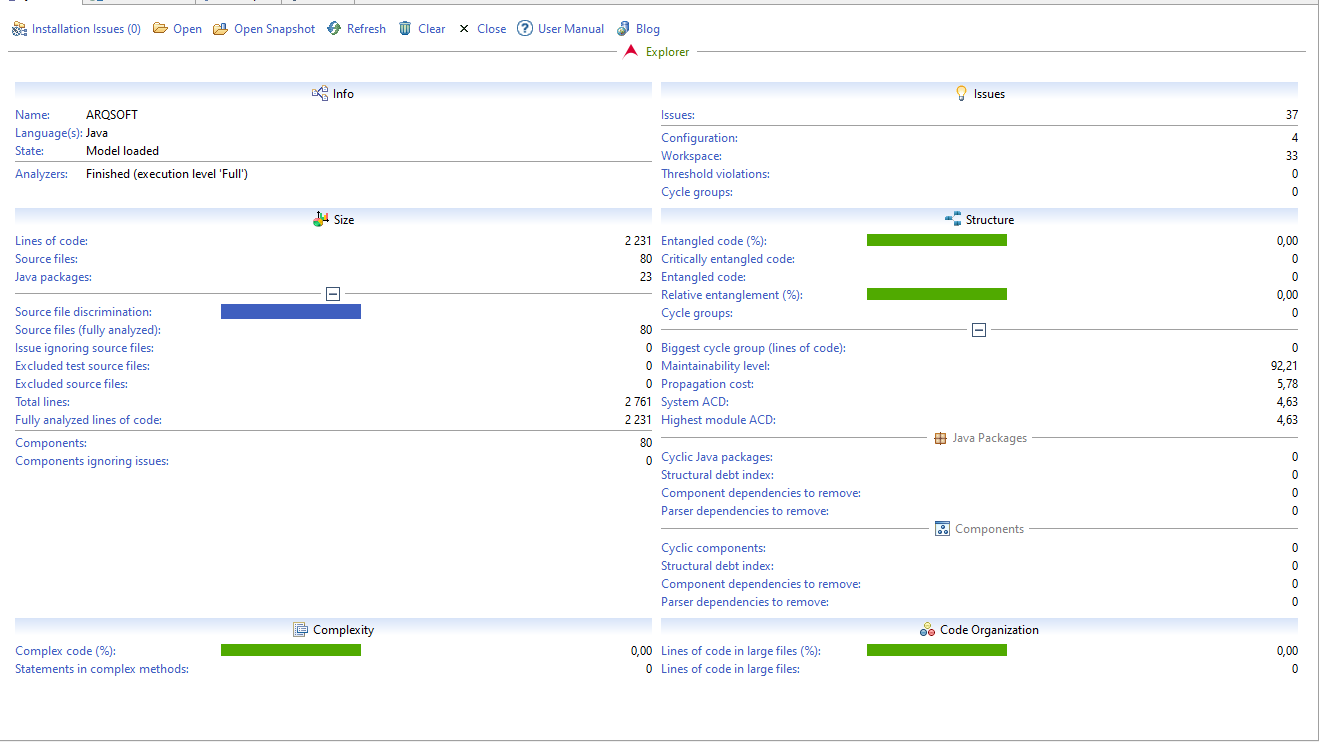 Installation Issues (0) Open Open Snapshot Refresh Clear Close User Manual Blog
Explorer
Info
Name: ARQSOFT
Language(s): Java
State: Model loaded
Analyzers: Finished (execution level 'Full')
Issues
Issues: 37
Configuration: 4
Workspace: 33
Threshold violations: 0
Cycle groups: 0
Size
Lines of code: 2 231
Source files: 80
Java packages: 23
Source file discrimination:
Source files (fully analyzed): 80
Issue ignoring source files: 0
Excluded test source files: 0
Excluded source files: 0
Total lines: 2 761
Fully analyzed lines of code: 2 231
Components: 80
Components ignoring issues: 0
Structure
Entangled code (%): 0,00
Critically entangled code: 0
Entangled code: 0
Relative entanglement (%): 0,00
Cycle groups: 0
Biggest cycle group (lines of code): 0
Maintainability level: 92,21
Propagation cost: 5,78
System ACD: 4,63
Highest module ACD: 4,63
Java Packages
Cyclic Java packages: 0
Structural debt index: 0
Component dependencies to remove: 0
Parser dependencies to remove: 0
Components
Cyclic components: 0
Structural debt index: 0
Component dependencies to remove: 0
Parser dependencies to remove: 0
Complexity
Complex code (%): 0,00
Statements in complex methods: 0
Code Organization
Lines of code in large files (%): 0,00
Lines of code in large files: 0